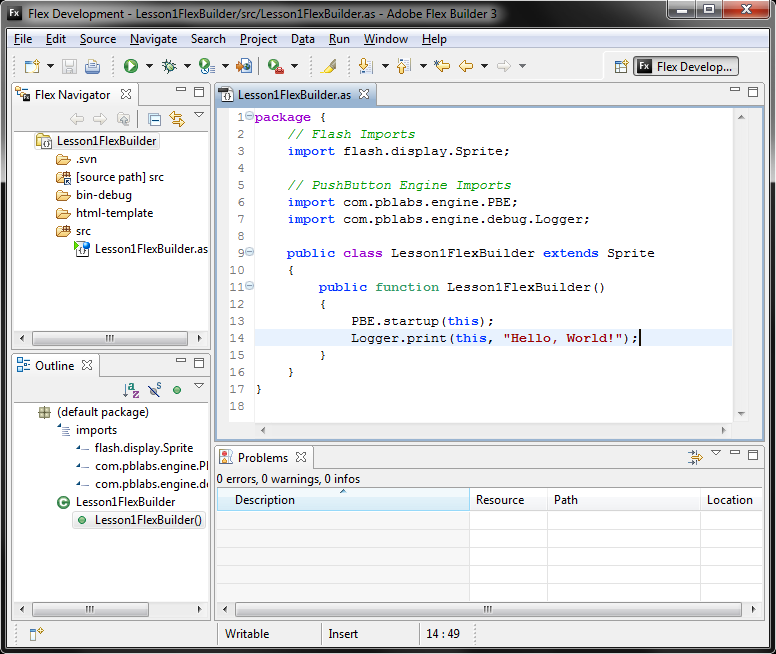 Flex Development - Lesson1FlexBuilder/src/Lesson1FlexBuilder.as - Adobe Flex Builder 3
File Edit Source Navigate Search Project Data Run Window Help
Flex Develop...
Flex Navigator
Lesson1FlexBuilder
.svn
[source path] src
bin-debug
html-template
src
Lesson1FlexBuilder.as
Outline
(default package)
imports
flash.display.Sprite
com.pblabs.engine.PI
com.pblabs.engine.de
Lesson1FlexBuilder
Lesson1FlexBuilder()
Lesson1FlexBuilder.as
1 package {
2 // Flash Imports
3 import flash.display.Sprite;
4
5 // PushButton Engine Imports
6 import com.pblabs.engine.PBE;
7 import com.pblabs.engine.debug.Logger;
8
9 public class Lesson1FlexBuilder extends Sprite
10 {
11 public function Lesson1FlexBuilder()
12 {
13 PBE.startup(this);
14 Logger.print(this, "Hello, World!");
15 }
16 }
17 }
18
Problems
0 errors, 0 warnings, 0 infos
Description Resource Path Location
Writable Insert 14 : 49